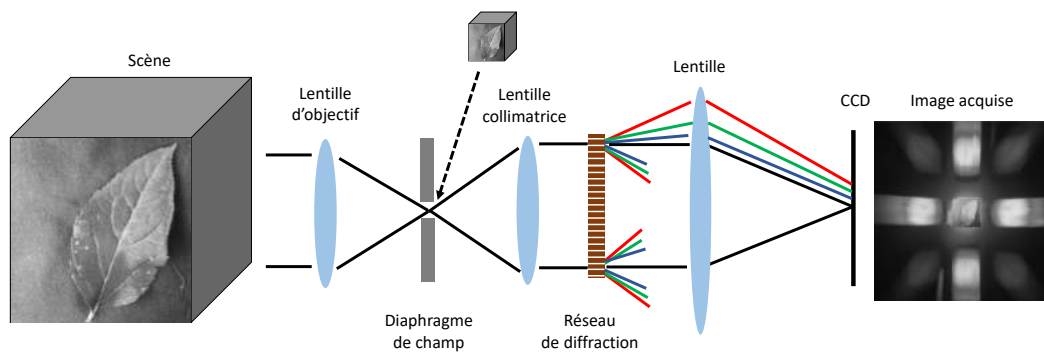 Scène
Lentille
d'objectif
Lentille
collimatrice
Lentille
CCD
Image acquise
Diaphragme
de champ
Réseau
de diffraction